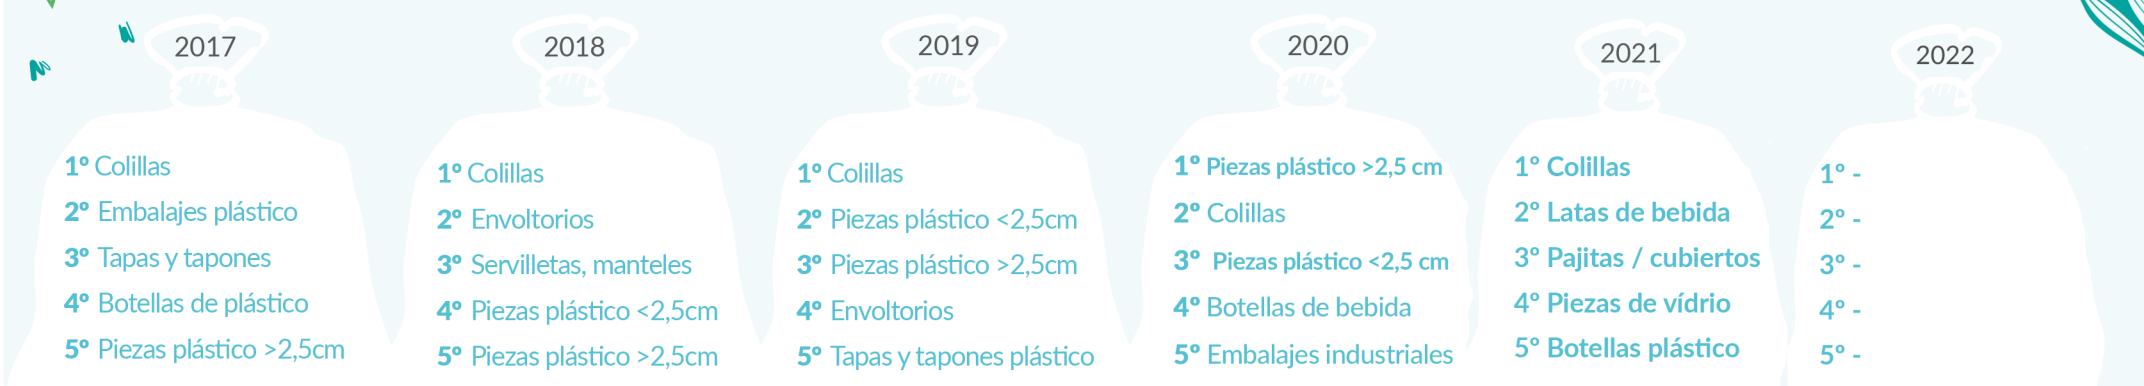 2017
1º Colillas
2º Embalajes plástico
3º Tapas y tapones
4º Botellas de plástico
5º Piezas plástico >2,5cm
2018
1º Colillas
2º Envoltorios
3º Servilletas, manteles
4º Piezas plástico <2,5cm
5º Piezas plástico >2,5cm
2019
1º Colillas
2º Piezas plástico <2,5cm
3º Piezas plástico >2,5cm
4º Envoltorios
5º Tapas y tapones plástico
2020
1º Piezas plástico >2,5 cm
2º Colillas
3º Piezas plástico <2,5 cm
4º Botellas de bebida
5º Embalajes industriales
2021
1º Colillas
2º Latas de bebida
3º Pajitas / cubiertos
4º Piezas de vídrio
5º Botellas plástico
2022
1º -
2º -
3º -
4º -
5º -